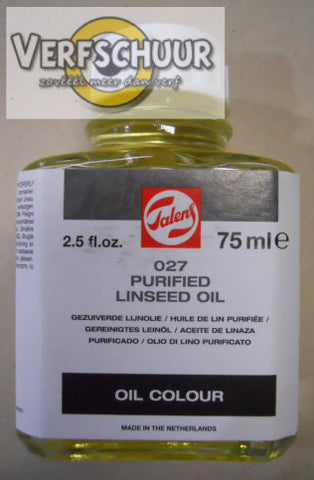 VERFSCHUUR
zoveel meer dan verf
Talens
2.5 fl.oz. 75 ml e
027
PURIFIED
LINSEED OIL
GEZUIVERDE LIJNOLIE / HUILE DE LIN PURIFIÉE /
GEREINIGTES LEINÖL / ACEITE DE LINAZA
PURIFICADO / OLIO DI LINO PURIFICATO
OIL COLOUR
MADE IN THE NETHERLANDS